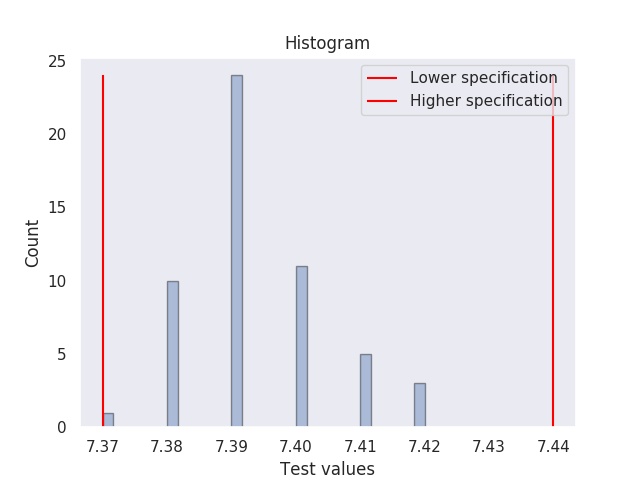 Histogram
Lower specification
Higher specification
Count
25
20
15
10
5
0
7.37 7.38 7.39 7.40 7.41 7.42 7.43 7.44
Test values